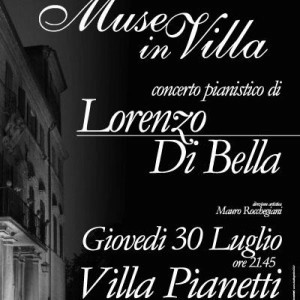 Muse
in Villa
concerto pianistico di
Lorenzo
Di Bella
direzione artistica
Mauro Rocchegiani
Giovedì 30 Luglio
ore 21.45
Villa Pianetti